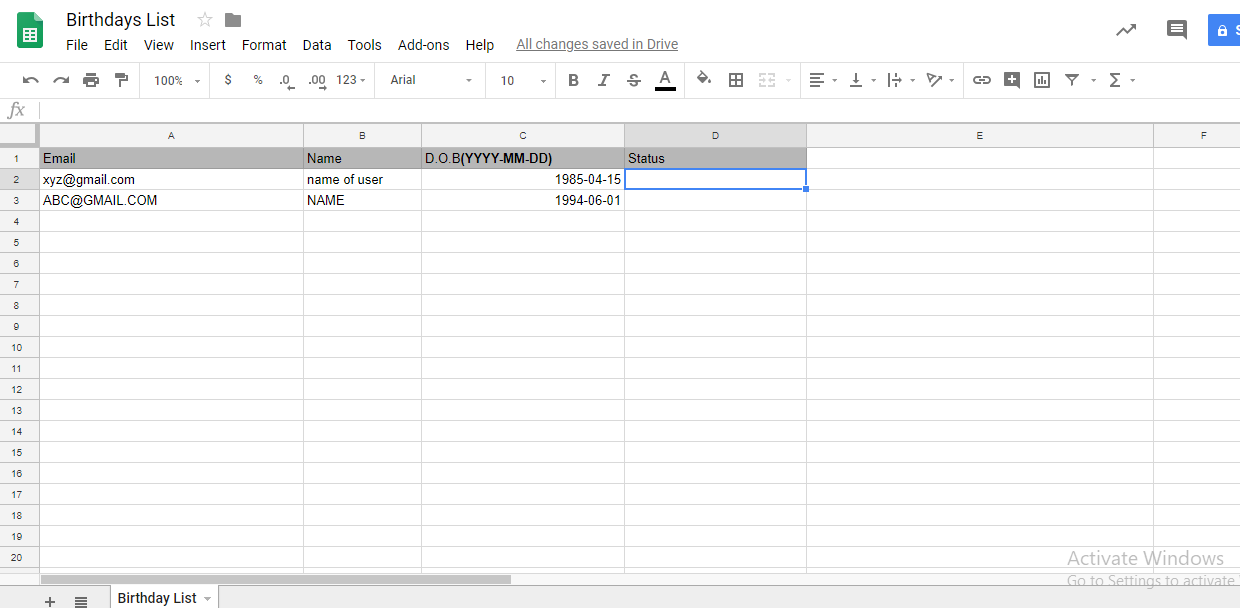 Birthdays List
File Edit View Insert Format Data Tools Add-ons Help All changes saved in Drive
100% $ % .0 .00 123 Arial 10 B I S A Σ
fx
A B C D E F
1 Email Name D.O.B(YYYY-MM-DD) Status
2 xyz@gmail.com name of user 1985-04-15
3 ABC@GMAIL.COM NAME 1994-06-01
4
5
6
7
8
9
10
11
12
13
14
15
16
17
18
19
20
Activate Windows
Go to Settings to activate
Birthday List